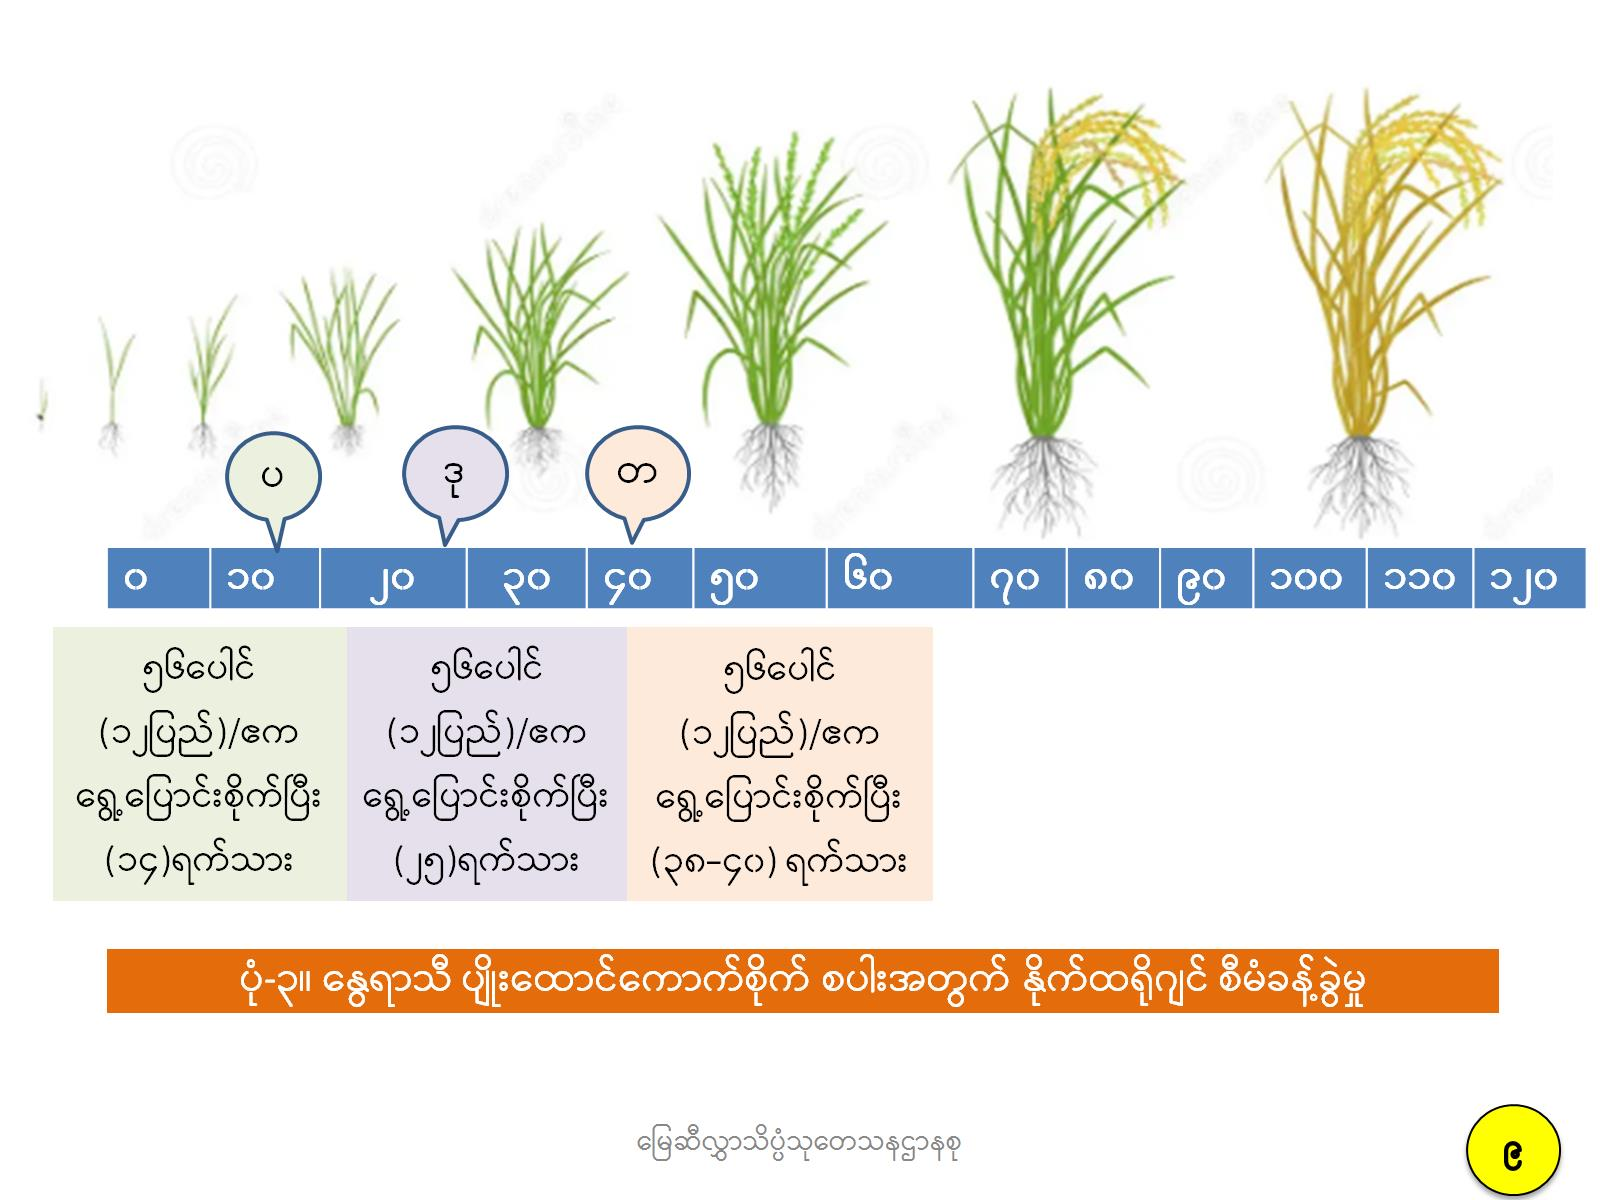 ပ
ဒု
တ
၀ ၁၀ ၂၀ ၃၀ ၄၀ ၅၀ ၆၀ ၇၀ ၈၀ ၉၀ ၁၀၀ ၁၁၀ ၁၂၀
၅၆ပေါင်
(၁၂ပြည်)/ဧက
ရွှေ့ပြောင်းစိုက်ပြီး
(၁၄)ရက်သား
၅၆ပေါင်
(၁၂ပြည်)/ဧက
ရွှေ့ပြောင်းစိုက်ပြီး
(၂၅)ရက်သား
၅၆ပေါင်
(၁၂ပြည်)/ဧက
ရွှေ့ပြောင်းစိုက်ပြီး
(၃၈-၄၀) ရက်သား
ပုံ-၃။ နွေရာသီ ပျိုးထောင်ကောက်စိုက် စပါးအတွက် နိုက်ထရိုဂျင် စီမံခန့်ခွဲမှု
မြေဆီလွှာသိပ္ပံသုတေသနဌာနစု
၉